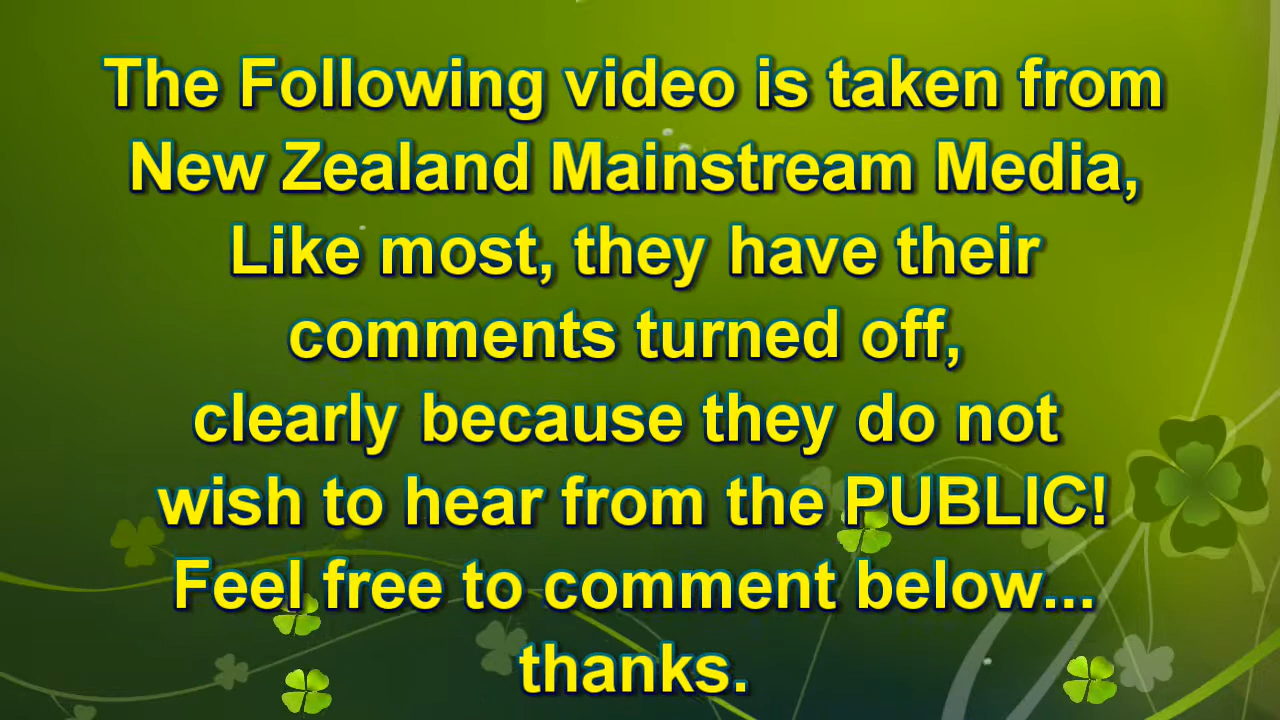 The Following video is taken from
New Zealand Mainstream Media,
Like most, they have their
comments turned off,
clearly because they do not
wish to hear from the PUBLIC!
Feel free to comment below...
thanks.